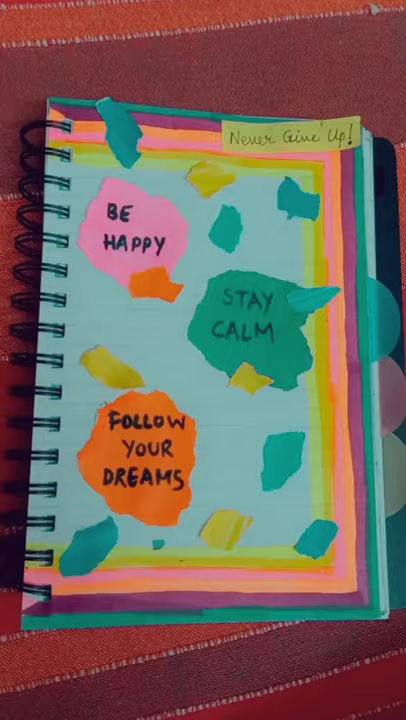 Never Give Up!
BE
HAPPY
STAY
CALM
FOLLOW
YOUR
DREAMS